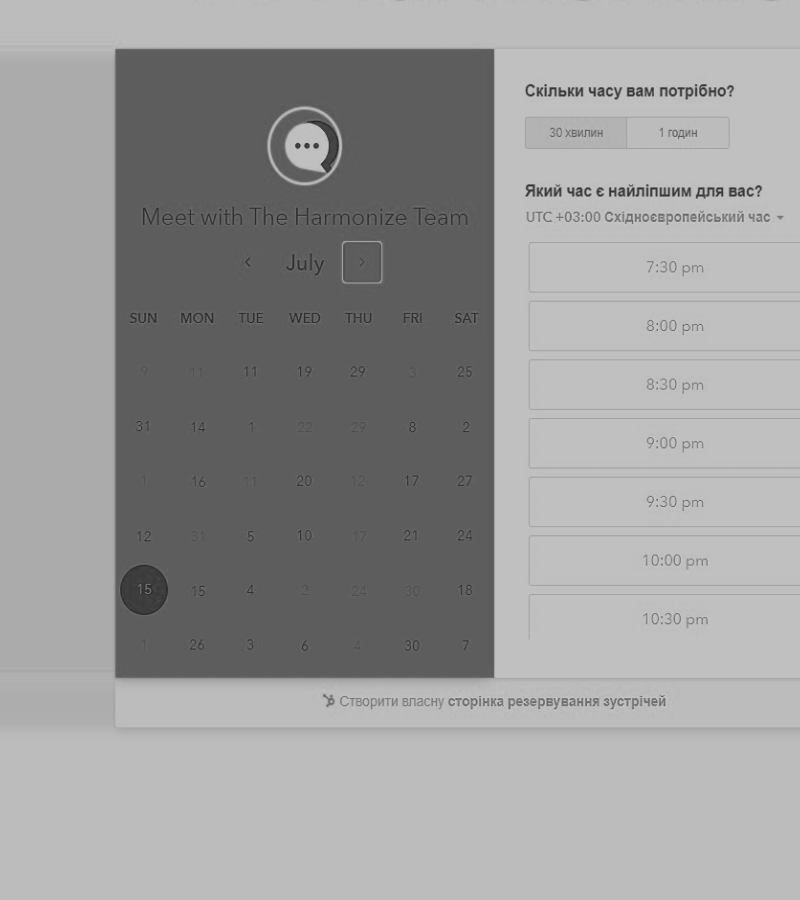 Meet with The Harmonize Team
July
SUN MON TUE WED THU FRI SAT
9 11 11 19 29 3 25
31 14 1 22 29 8 2
1 16 11 20 12 17 27
12 31 5 10 17 21 24
15 15 4 2 24 30 18
1 26 3 6 4 30 7
Скільки часу вам потрібно?
30 хвилин 1 годин
Який час є найліпшим для вас?
UTC +03:00 Східноєвропейський час
7:30 pm
8:00 pm
8:30 pm
9:00 pm
9:30 pm
10:00 pm
10:30 pm
Створити власну сторінка резервування зустрічей